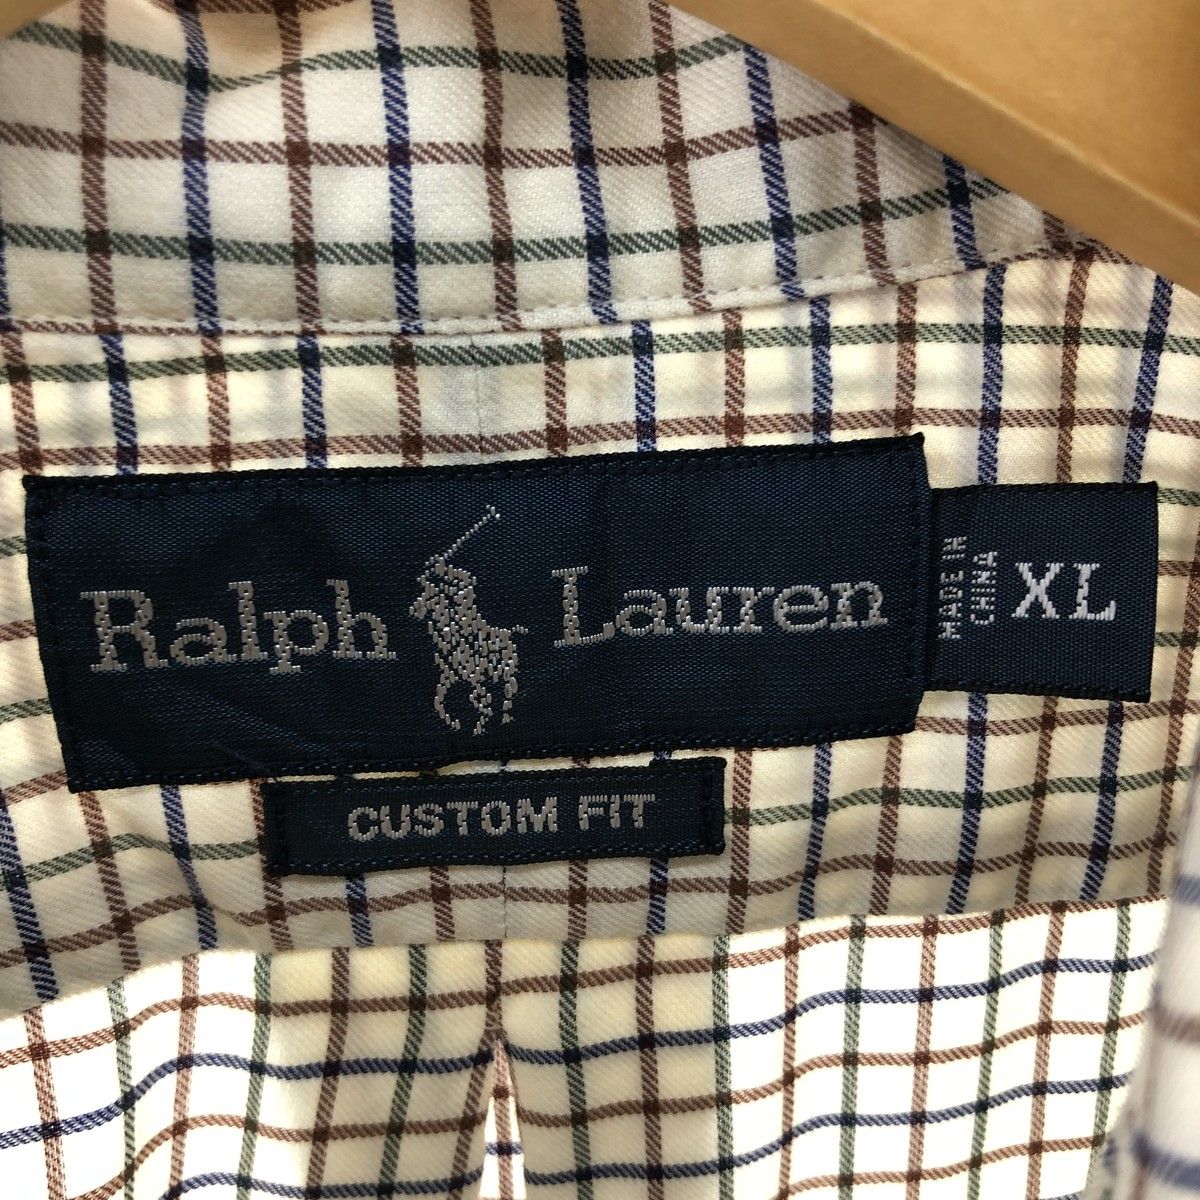 Ralph Lauren
MADE IN
CHINA
XL
CUSTOM FIT